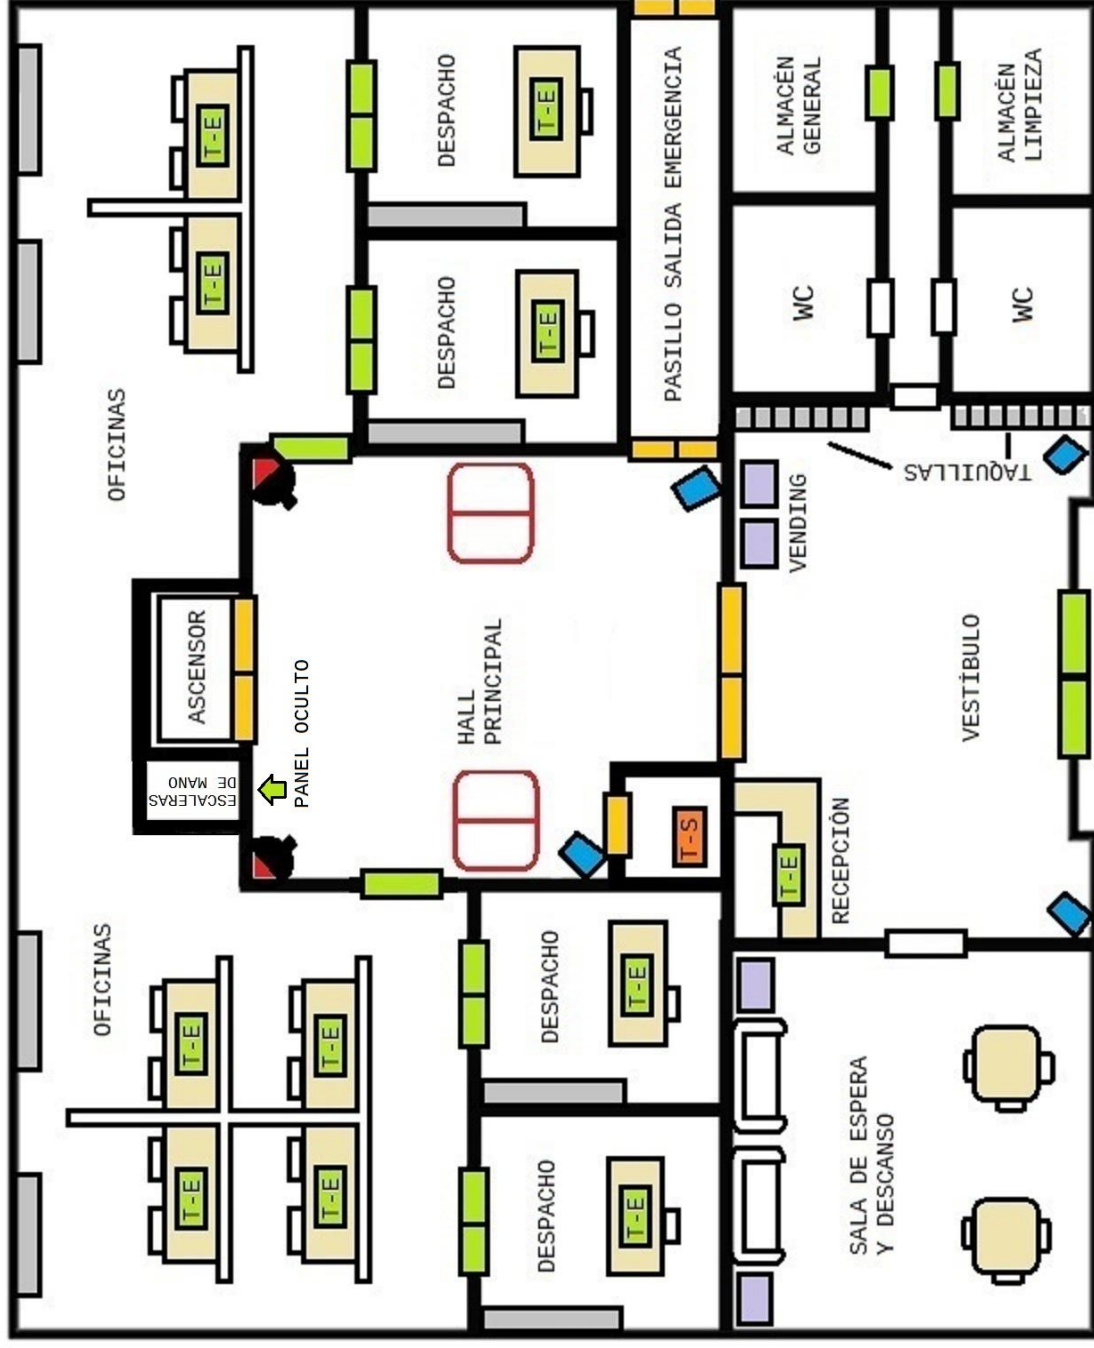 DESPACHO
T-E
T-E
DESPACHO
T-E
T-E
OFICINAS
PASILLO SALIDA EMERGENCIA
ALMACÉN
GENERAL
ALMACÉN
LIMPIEZA
WC
WC
TAQUILLAS
VENDING
ASCENSOR
ESCALERAS
DE MANO
PANEL OCULTO
HALL
PRINCIPAL
VESTÍBULO
T-S
T-E
RECEPCIÓN
OFICINAS
T-E
T-E
T-E
T-E
DESPACHO
T-E
DESPACHO
T-E
SALA DE ESPERA
Y DESCANSO